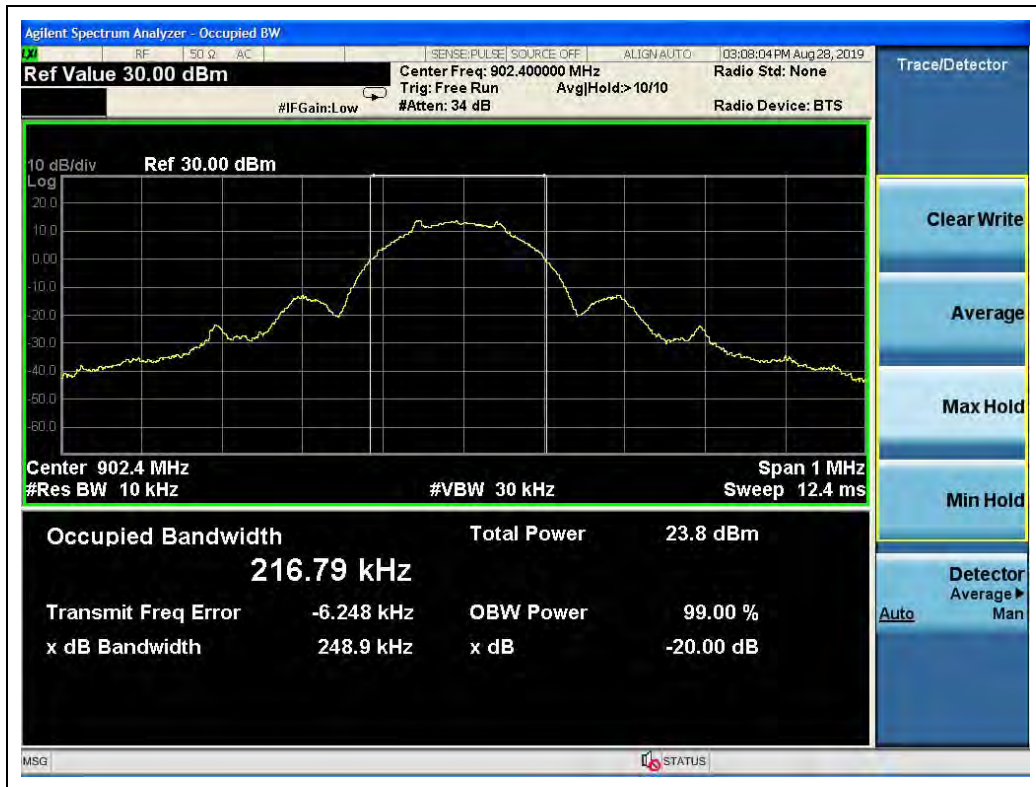 Agilent Spectrum Analyzer - Occupied BW
LXI RF 50 Ω AC SENSE:PULSE SOURCE OFF ALIGN AUTO 03:08:04 PM Aug 28, 2019
Ref Value 30.00 dBm
Center Freq: 902.400000 MHz
Radio Std: None
Trig: Free Run Avg|Hold:>10/10
#IFGain:Low
#Atten: 34 dB
Radio Device: BTS
10 dB/div Ref 30.00 dBm
Log
20.0
10.0
0.00
-10.0
-20.0
-30.0
-40.0
-50.0
-60.0
Center 902.4 MHz Span 1 MHz
#Res BW 10 kHz #VBW 30 kHz Sweep 12.4 ms
Occupied Bandwidth Total Power 23.8 dBm
216.79 kHz
Transmit Freq Error -6.248 kHz OBW Power 99.00 %
x dB Bandwidth 248.9 kHz x dB -20.00 dB
Trace/Detector
Clear Write
Average
Max Hold
Min Hold
Detector
Average▶
Auto Man
MSG STATUS